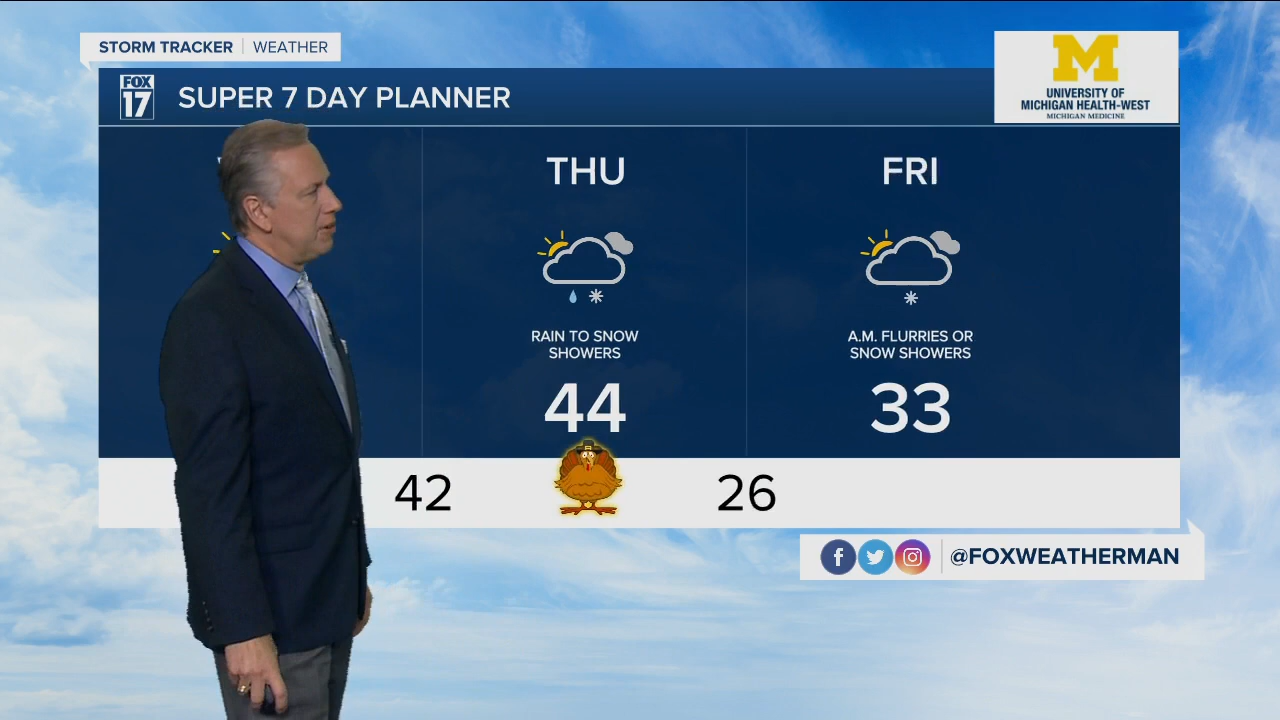 STORM TRACKER WEATHER
FOX
17
SUPER 7 DAY PLANNER
M
UNIVERSITY OF
MICHIGAN HEALTH-WEST
MICHIGAN MEDICINE
THU
FRI
RAIN TO SNOW
SHOWERS
A.M. FLURRIES OR
SNOW SHOWERS
44
33
42
26
@FOXWEATHERMAN